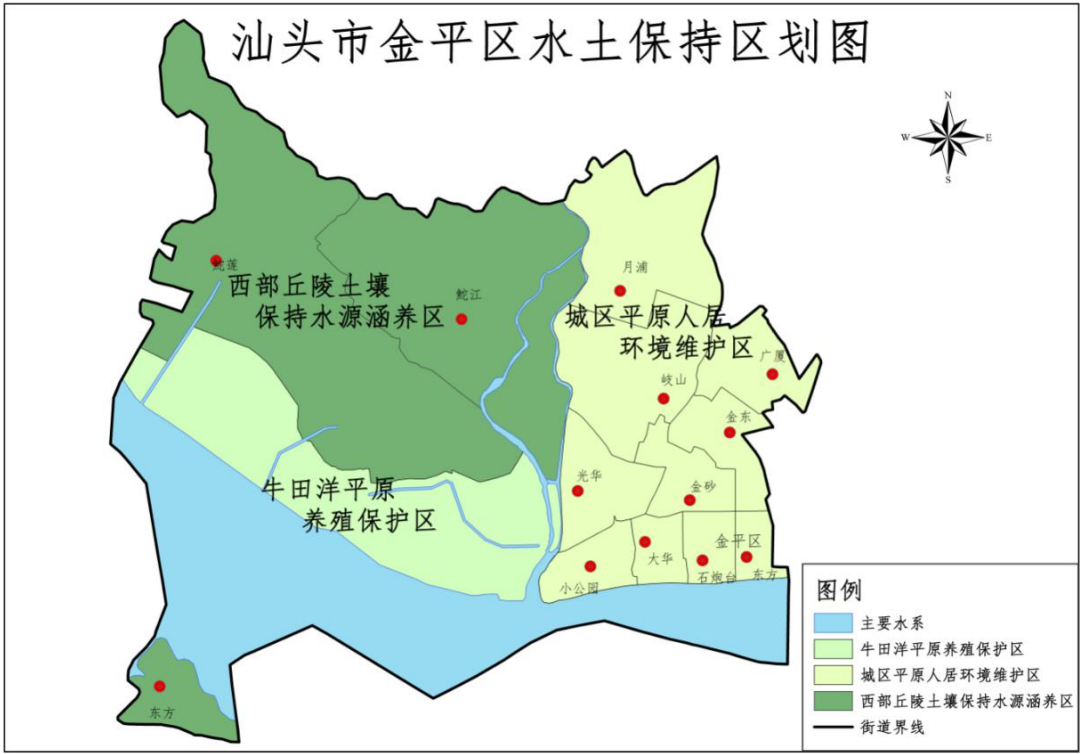 汕头市金平区水土保持区划图
N
W
E
S
鮀莲
西部丘陵土壤
保持水源涵养区
鮀江
月浦
城区平原人居
环境维护区
广厦
岐山
金东
光华
金砂
牛田洋平原
养殖保护区
金平区
大华
小公园
石炮台
东方
东方
图例
主要水系
牛田洋平原养殖保护区
城区平原人居环境维护区
西部丘陵土壤保持水源涵养区
街道界线